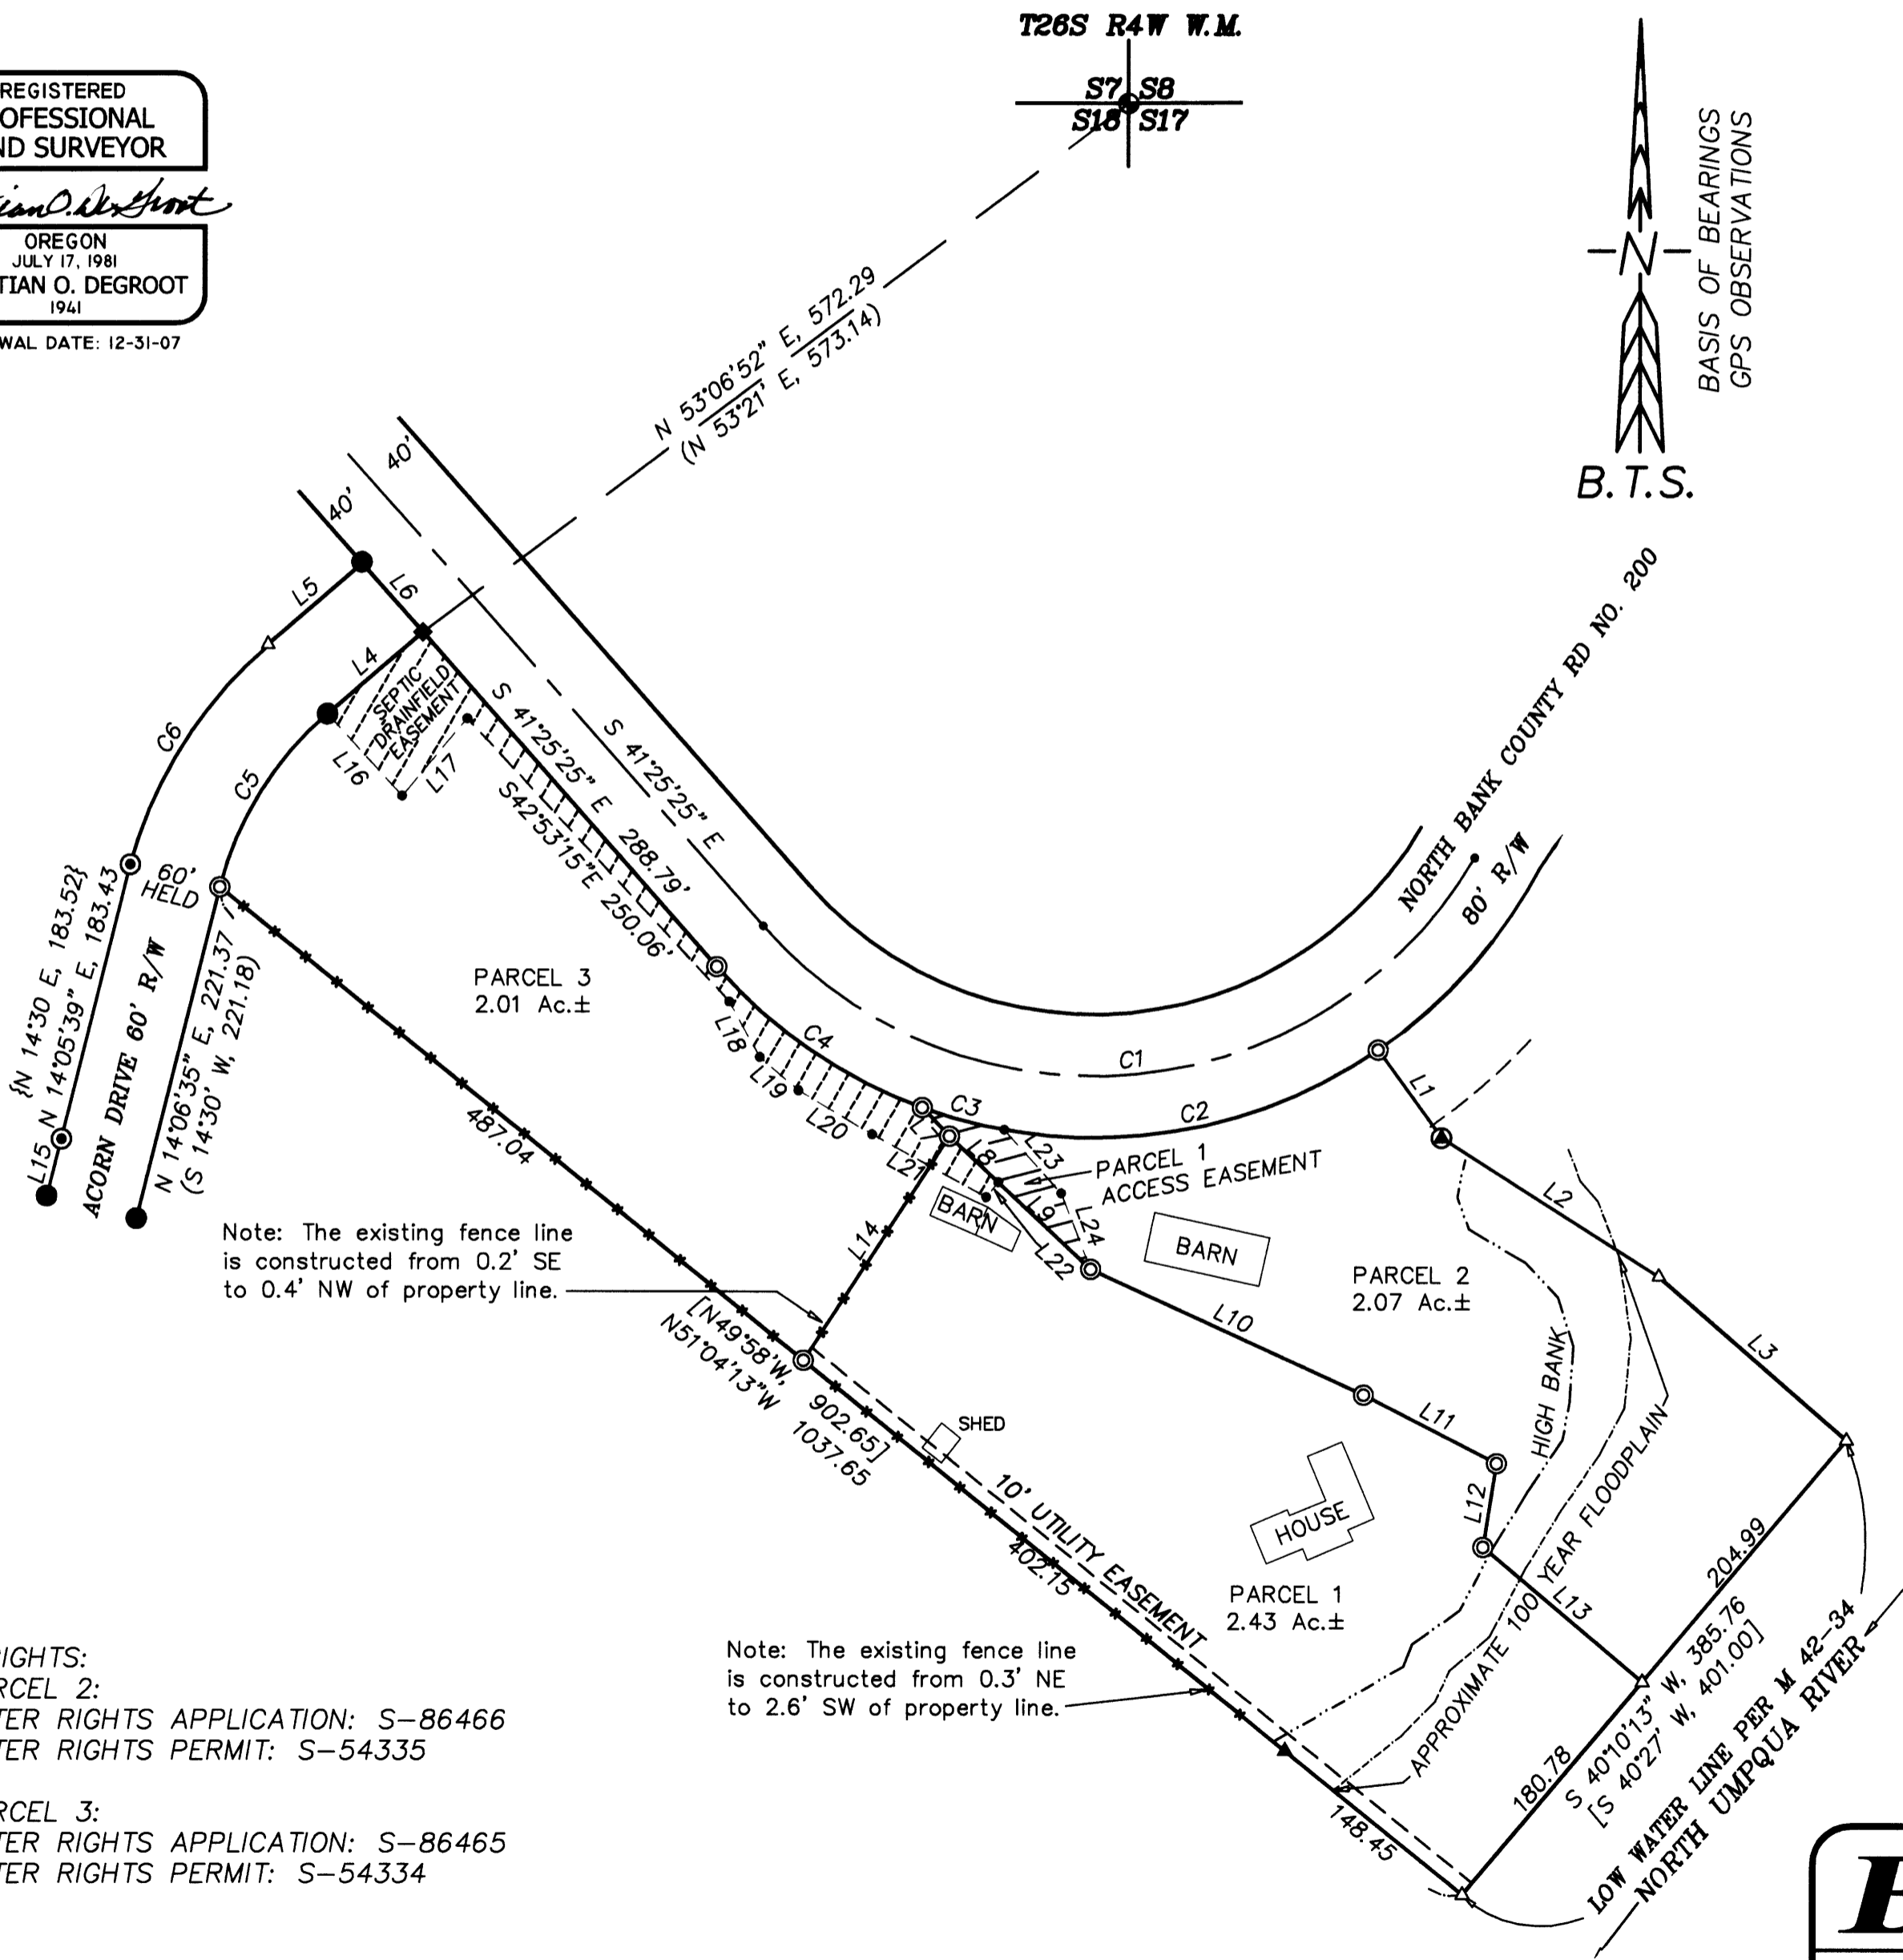 T26S R4W W.M.
S7 S8
S18 S17
REGISTERED
OFESSIONAL
ND SURVEYOR
OREGON
JULY 17, 1981
TIAN O. DEGROOT
1941
WAL DATE: 12-31-07
BASIS OF BEARINGS
GPS OBSERVATIONS
N
B.T.S.
N 53°06'52" E, 572.29
(N 53°21' E, 573.14)
40'
40'
L5
L6
L4
SEPTIC
DRAINFIELD
EASEMENT
L16
L17
C6
C5
S 41°25'25" E 288.79'
S 41°25'25" E
S42°53'15"E 250.06'
NORTH BANK COUNTY RD NO. 200
80' R/W
60'
HELD
{N 14°30 E, 183.52}
N 14°05'39" E, 183.43
L15
ACORN DRIVE 60' R/W
N 14°06'35" E, 221.37
(S 14°30' W, 221.18)
PARCEL 3
2.01 Ac.±
L18
C4
L19
L20
L21
C3
C1
C2
L1
L7
L8
L23
L9
L24
L22
PARCEL 1
ACCESS EASEMENT
BARN
BARN
L2
L14
487.04
Note: The existing fence line
is constructed from 0.2' SE
to 0.4' NW of property line.
PARCEL 2
2.07 Ac.±
L10
L3
[N49°58'W, 902.65]
N51°04'13"W 1037.65
SHED
L11
L12
HIGH BANK
APPROXIMATE 100 YEAR FLOODPLAIN
HOUSE
10' UTILITY EASEMENT
402.15
L13
204.99
PARCEL 1
2.43 Ac.±
Note: The existing fence line
is constructed from 0.3' NE
to 2.6' SW of property line.
148.45
180.78
S 40°10'13" W, 385.76
[S 40°27' W, 401.00]
LOW WATER LINE PER M 42-34
NORTH UMPQUA RIVER
IGHTS:
RCEL 2:
TER RIGHTS APPLICATION: S-86466
TER RIGHTS PERMIT: S-54335
RCEL 3:
TER RIGHTS APPLICATION: S-86465
TER RIGHTS PERMIT: S-54334